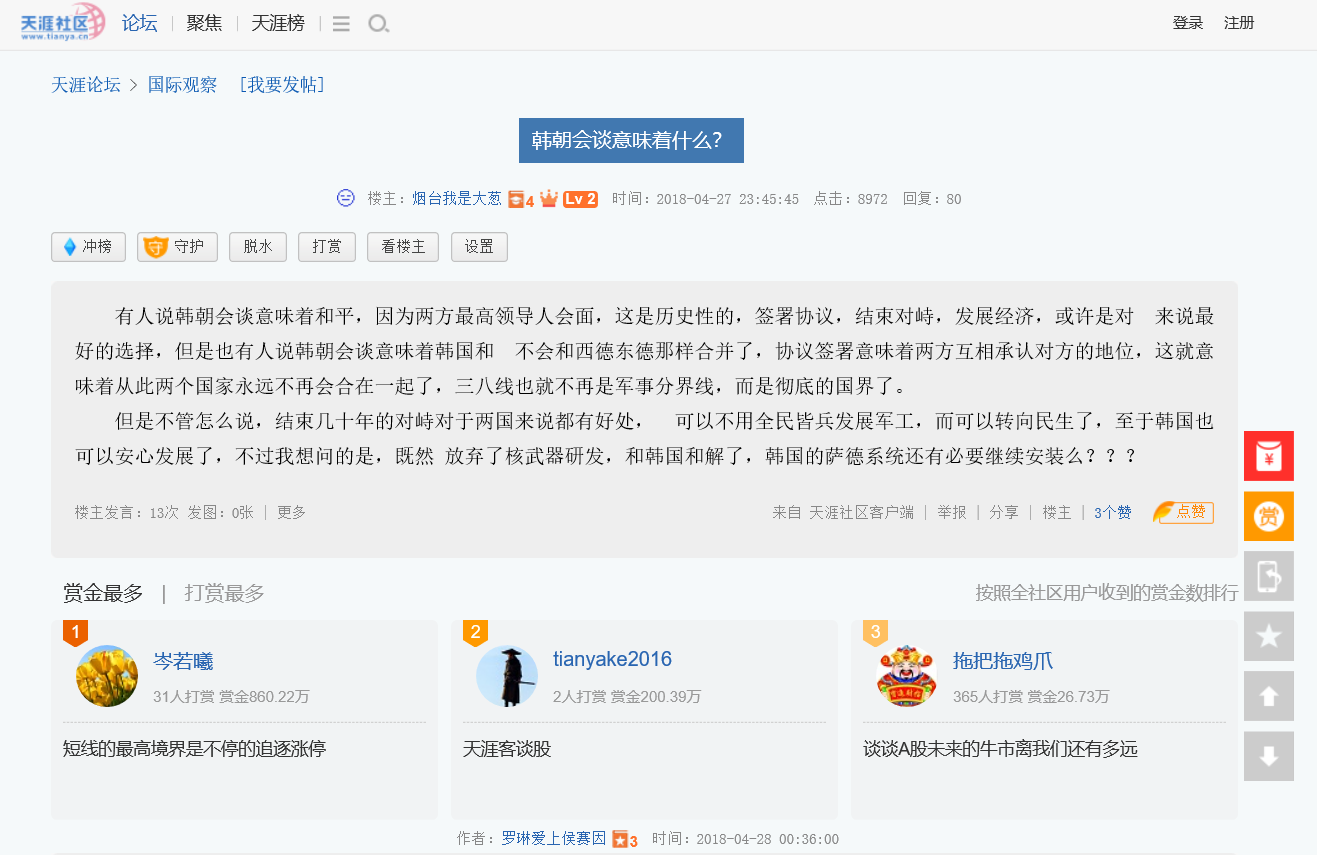 天涯社区 论坛 聚焦 天涯榜 登录 注册
www.tianya.cn
天涯论坛 > 国际观察 [我要发帖]
韩朝会谈意味着什么？
楼主：烟台我是大葱 4 Lv 2 时间：2018-04-27 23:45:45 点击：8972 回复：80
冲榜 守 守护 脱水 打赏 看楼主 设置
有人说韩朝会谈意味着和平，因为两方最高领导人会面，这是历史性的，签署协议，结束对峙，发展经济，或许是对 来说最
好的选择，但是也有人说韩朝会谈意味着韩国和 不会和西德东德那样合并了，协议签署意味着两方互相承认对方的地位，这就意
味着从此两个国家永远不再会合在一起了，三八线也就不再是军事分界线，而是彻底的国界了。
但是不管怎么说，结束几十年的对峙对于两国来说都有好处， 可以不用全民皆兵发展军工，而可以转向民生了，至于韩国也
可以安心发展了，不过我想问的是，既然 放弃了核武器研发，和韩国和解了，韩国的萨德系统还有必要继续安装么？？？
¥
楼主发言：13次 发图：0张 | 更多 来自 天涯社区客户端 | 举报 | 分享 | 楼主 | 3个赞 点赞
赏
赏金最多 | 打赏最多 按照全社区用户收到的赏金数排行
1 2 3
岑若曦 tianyake2016 拖把拖鸡爪
31人打赏 赏金860.22万 2人打赏 赏金200.39万 365人打赏 赏金26.73万
短线的最高境界是不停的追逐涨停 天涯客谈股 谈谈A股未来的牛市离我们还有多远
作者：罗琳爱上侯赛因 3 时间：2018-04-28 00:36:00